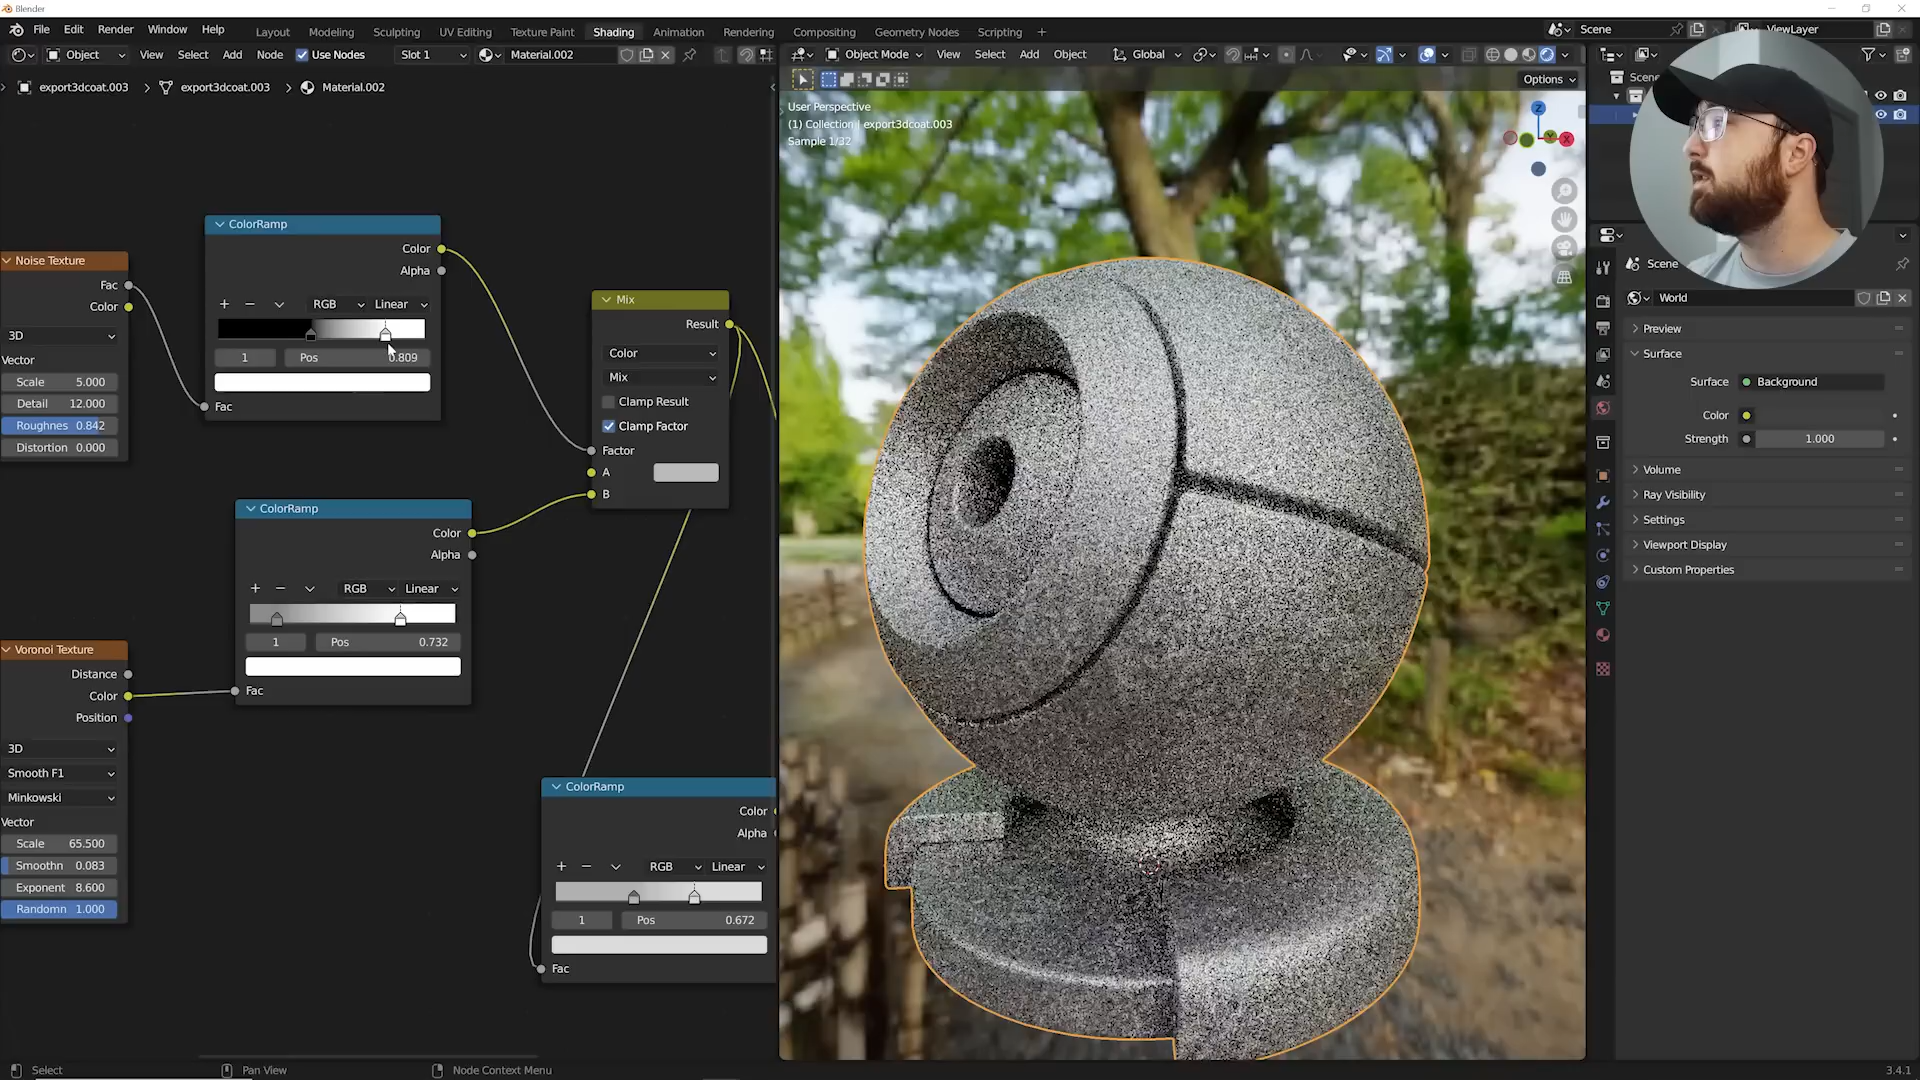 Blender
File Edit Render Window Help Layout Modeling Sculpting UV Editing Texture Paint Shading Animation Rendering Compositing Geometry Nodes Scripting + Scene ViewLayer
Object View Select Add Node Use Nodes Slot 1 Material.002 Object Mode View Select Add Object Global
export3dcoat.003 > export3dcoat.003 > Material.002
Options
User Perspective
(1) Collection | export3dcoat.003
Sample 1/32
Z
Y
X
Scene
Noise Texture
Fac
Color
3D
Vector
Scale 5.000
Detail 12.000
Roughnes 0.842
Distortion 0.000
ColorRamp
Color
Alpha
RGB Linear
1 Pos 0.809
Fac
Mix
Result
Color
Mix
Clamp Result
Clamp Factor
Factor
A
B
ColorRamp
Color
Alpha
RGB Linear
1 Pos 0.732
Fac
Voronoi Texture
Distance
Color
Position
3D
Smooth F1
Minkowski
Vector
Scale 65.500
Smoothn 0.083
Exponent 8.600
Randomn 1.000
ColorRamp
Color
Alpha
RGB Linear
1 Pos 0.672
Fac
Scene
World
Preview
Surface
Surface Background
Color
Strength 1.000
Volume
Ray Visibility
Settings
Viewport Display
Custom Properties
Select Pan View Node Context Menu 3.4.1